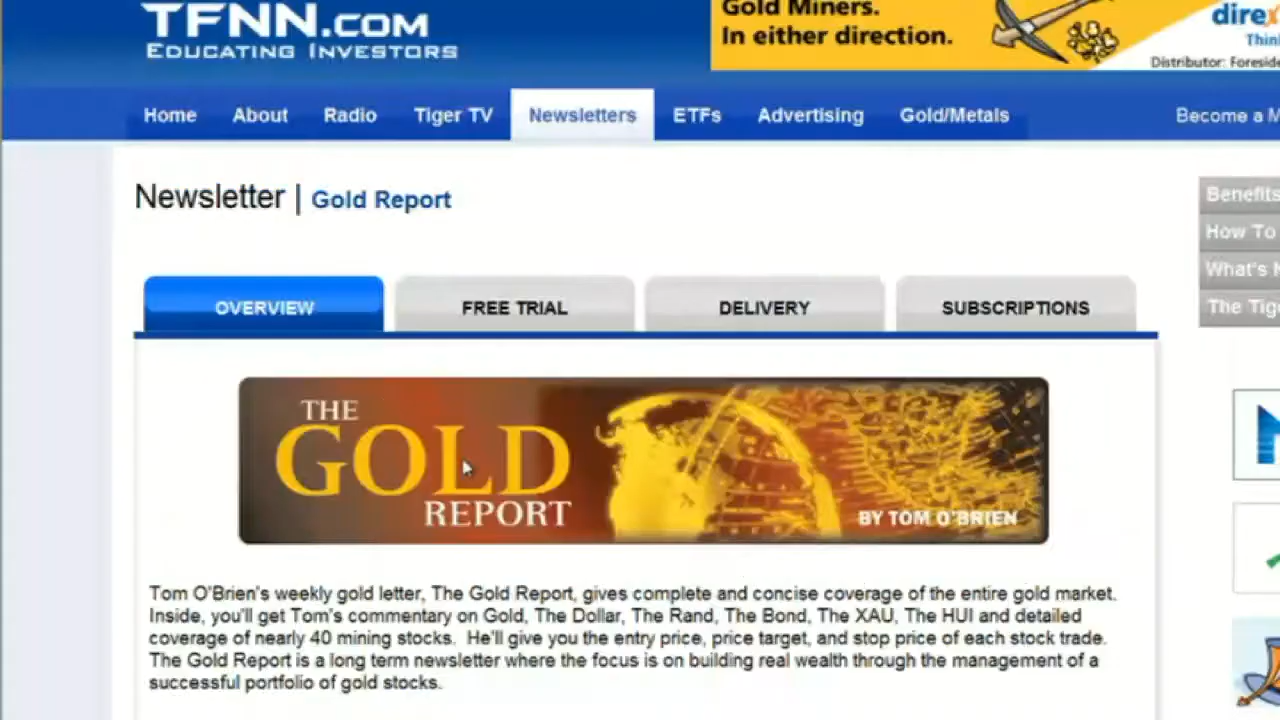 TFNN.COM
EDUCATING INVESTORS
Gold Miners.
In either direction.
Distributor:
Home About Radio Tiger TV Newsletters ETFs Advertising Gold/Metals Become a
Newsletter | Gold Report
Benefits
How To
What's
The
OVERVIEW FREE TRIAL DELIVERY SUBSCRIPTIONS
THE
GOLD
REPORT
BY TOM O'BRIEN
Tom O'Brien's weekly gold letter, The Gold Report, gives complete and concise coverage of the entire gold market.
Inside, you'll get Tom's commentary on Gold, The Dollar, The Rand, The Bond, The XAU, The HUI and detailed
coverage of nearly 40 mining stocks. He'll give you the entry price, price target, and stop price of each stock trade.
The Gold Report is a long term newsletter where the focus is on building real wealth through the management of a
successful portfolio of gold stocks.